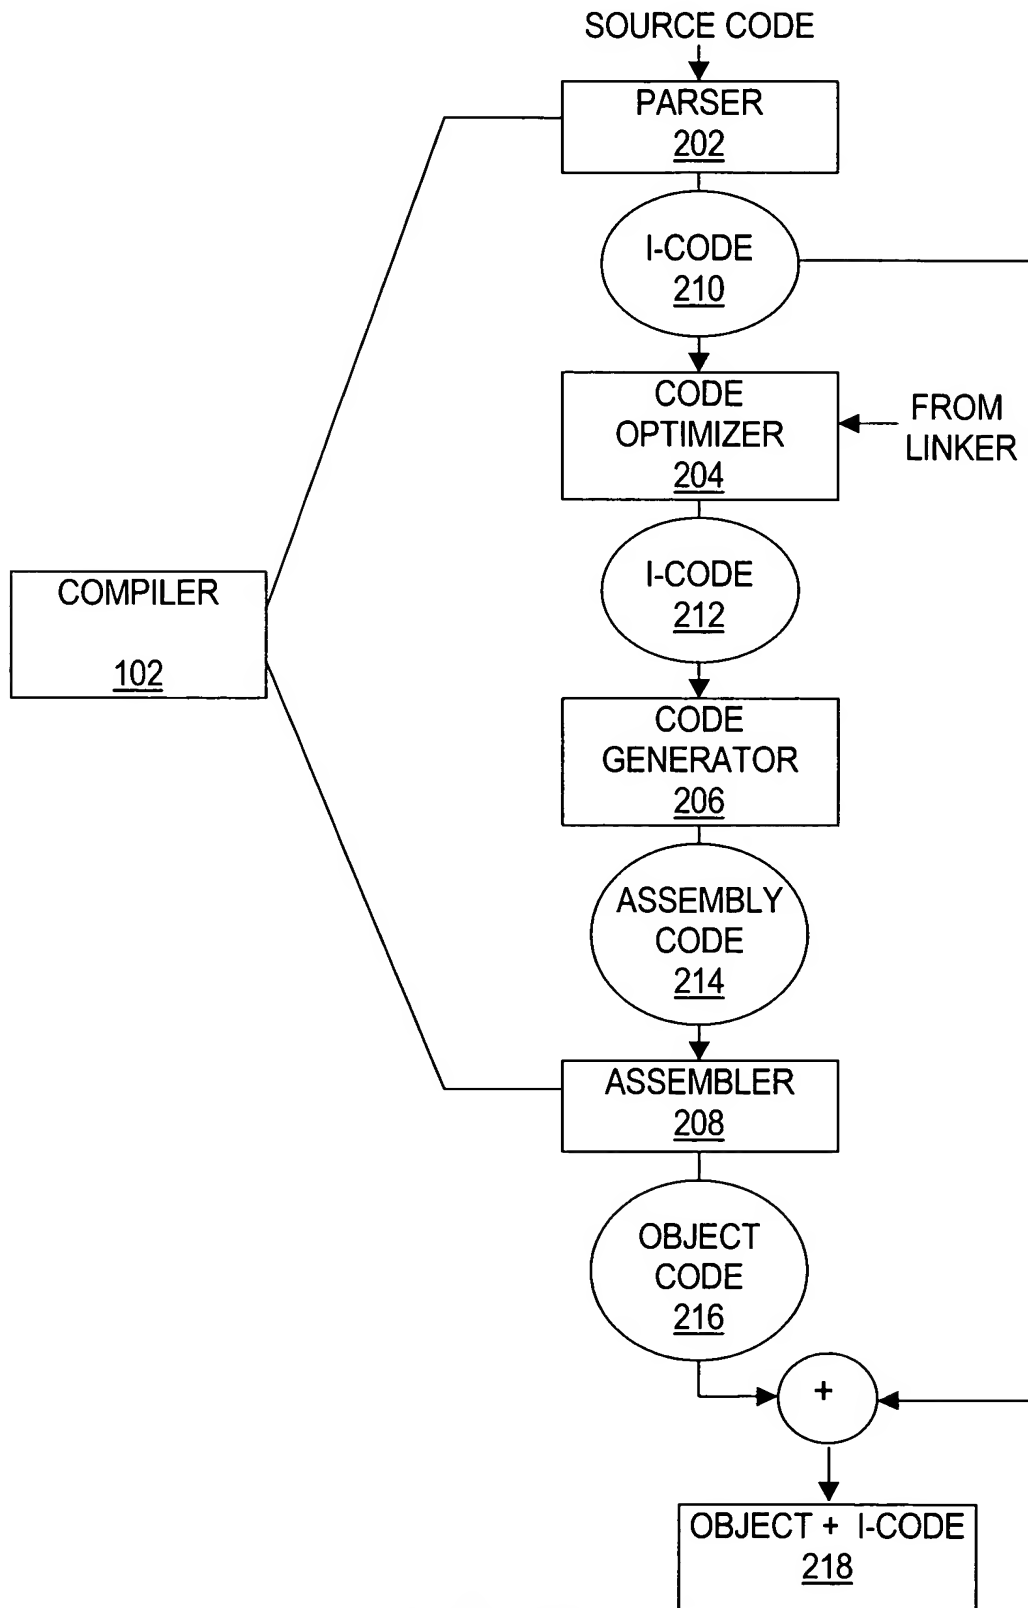 SOURCE CODE
PARSER
202
I-CODE
210
CODE
OPTIMIZER
204
FROM
LINKER
I-CODE
212
COMPILER
102
CODE
GENERATOR
206
ASSEMBLY
CODE
214
ASSEMBLER
208
OBJECT
CODE
216
+
OBJECT + I-CODE
218